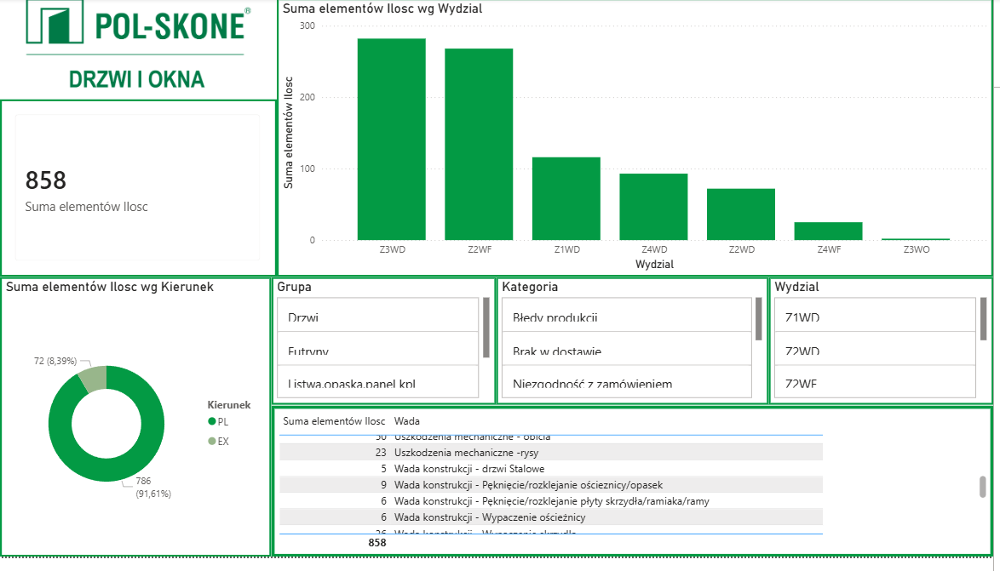 POL-SKONE®
DRZWI I OKNA
858
Suma elementów Ilosc
Suma elementów Ilosc wg Wydzial
Suma elementów Ilosc
300
200
100
0
Z3WD Z2WF Z1WD Z4WD Z2WD Z4WF Z3WO
Wydzial
Suma elementów Ilosc wg Kierunek
72 (8,39%)
786
(91,61%)
Kierunek
PL
EX
Grupa
Drzwi
Futryny
Listwa,opaska,panel,kpl
Kategoria
Błędy produkcji
Brak w dostawie
Niezgodność z zamówieniem
Wydzial
Z1WD
Z2WD
Z2WF
Suma elementów Ilosc Wada
50 Uszkodzenia mechaniczne - obicia
23 Uszkodzenia mechaniczne -rysy
5 Wada konstrukcji - drzwi Stalowe
9 Wada konstrukcji - Pęknięcie/rozklejanie ościeznicy/opasek
6 Wada konstrukcji - Pęknięcie/rozklejanie płyty skrzydła/ramiaka/ramy
6 Wada konstrukcji - Wypaczenie ościeżnicy
Wada konstrukcji - Wypaczenie skrzydła
858